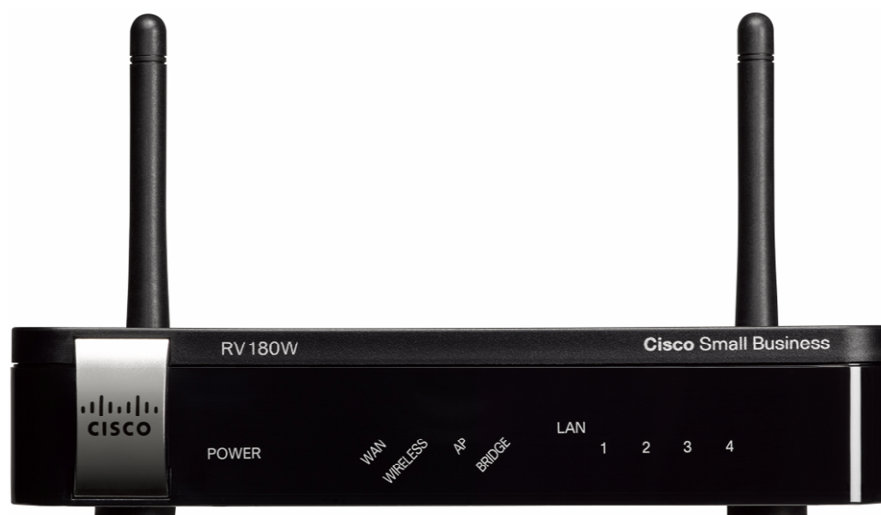 RV180W
Cisco Small Business
CISCO
POWER
WAN
WIRELESS
AP
BRIDGE
LAN
1 2 3 4